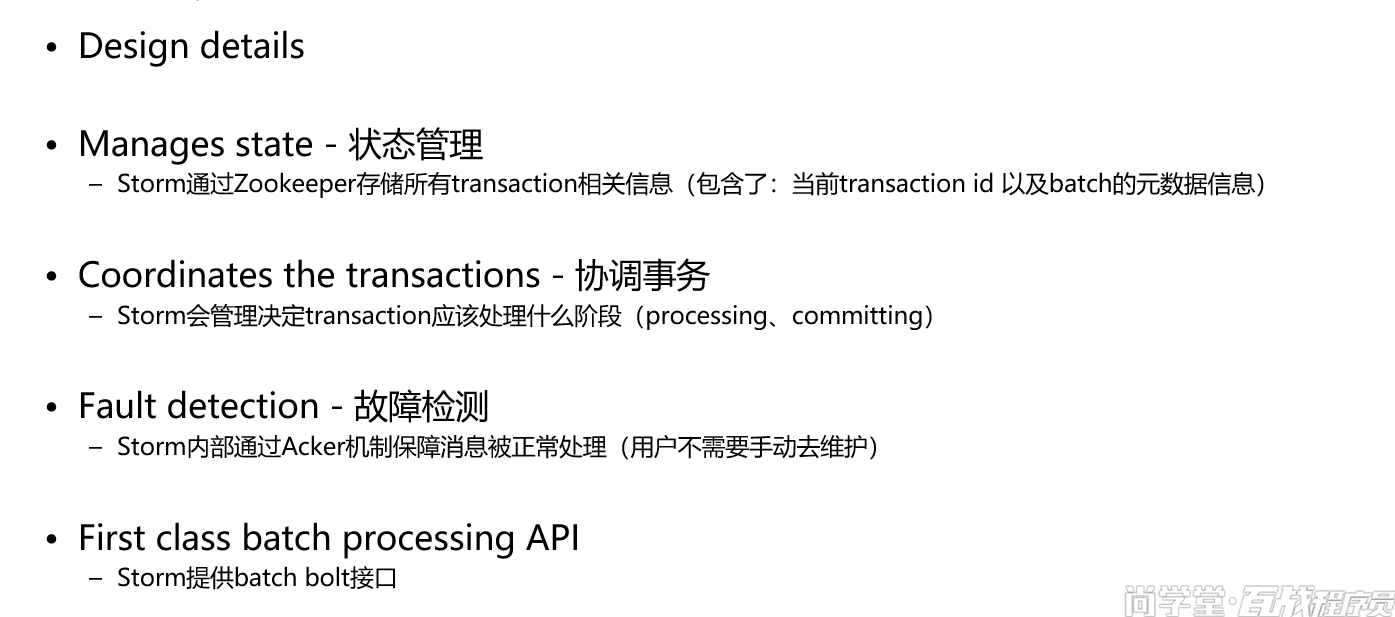 • Design details
• Manages state - 状态管理
– Storm通过Zookeeper存储所有transaction相关信息（包含了：当前transaction id 以及batch的元数据信息）
• Coordinates the transactions - 协调事务
– Storm会管理决定transaction应该处理什么阶段（processing、committing）
• Fault detection - 故障检测
– Storm内部通过Acker机制保障消息被正常处理（用户不需要手动去维护）
• First class batch processing API
– Storm提供batch bolt接口
尚学堂·百战程序员